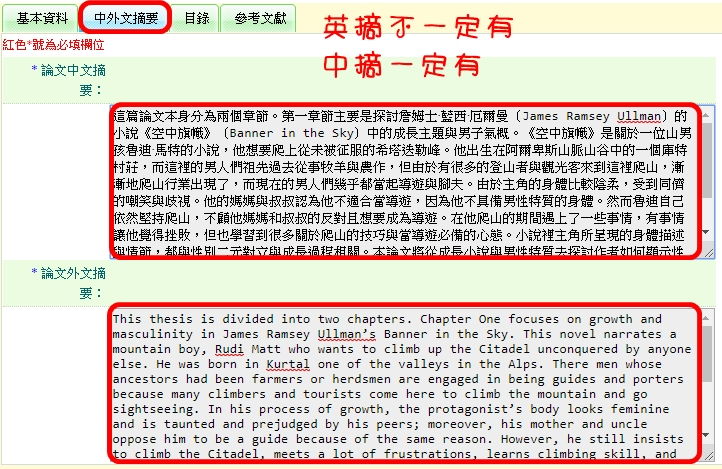 基本資料 中外文摘要 目錄 參考文獻
紅色*號為必填欄位
英摘不一定有
中摘一定有
*論文中文摘
要：
這篇論文本身分為兩個章節。第一章節主要是探討詹姆士‧堅西‧厄爾曼〔James Ramsey Ullman〕的
小說《空中旗幟》〔Banner in the Sky〕中的成長主題與男子氣概。《空中旗幟》是關於一位山男
孩魯迪‧馬特的小說，他想要爬上從未被征服的希塔迭勒峰。他出生在阿爾卑斯山脈山谷中的一個庫特
村莊，而這裡的男人們祖先過去從事牧羊與農作，但由於有很多的登山者與觀光客來到這裡爬山，漸
漸地爬山行業出現了，而現在的男人們幾乎都當起導遊與腳夫。由於主角的身體比較陰柔，受到同儕
的嘲笑與歧視。他的媽媽與叔叔認為他不適合當導遊，因為他不具備男性特質的身體。然而魯迪自己
依然堅持爬山，不顧他媽媽和叔叔的反對且想要成為導遊。在他爬山的期間遇上了一些事情，有事情
讓他覺得挫敗，但也學習到很多關於爬山的技巧與當導遊必備的心態。小說裡主角所呈現的身體描述
與情節，都與性別二元對立與成長過程相關。本論文將從成長小說與男性特質去探討作者如何顯示性
*論文外文摘
要：
This thesis is divided into two chapters. Chapter One focuses on growth and
masculinity in James Ramsey Ullman’s Banner in the Sky. This novel narrates a
mountain boy, Rudi Matt who wants to climb up the Citadel unconquered by anyone
else. He was born in Kurtal one of the valleys in the Alps. There men whose
ancestors had been farmers or herdsmen are engaged in being guides and porters
because many climbers and tourists come here to climb the mountain and go
sightseeing. In his process of growth, the protagonist’s body looks feminine
and is taunted and prejudged by his peers; moreover, his mother and uncle
oppose him to be a guide because of the same reason. However, he still insists
to climb the Citadel, meets a lot of frustrations, learns climbing skill, and